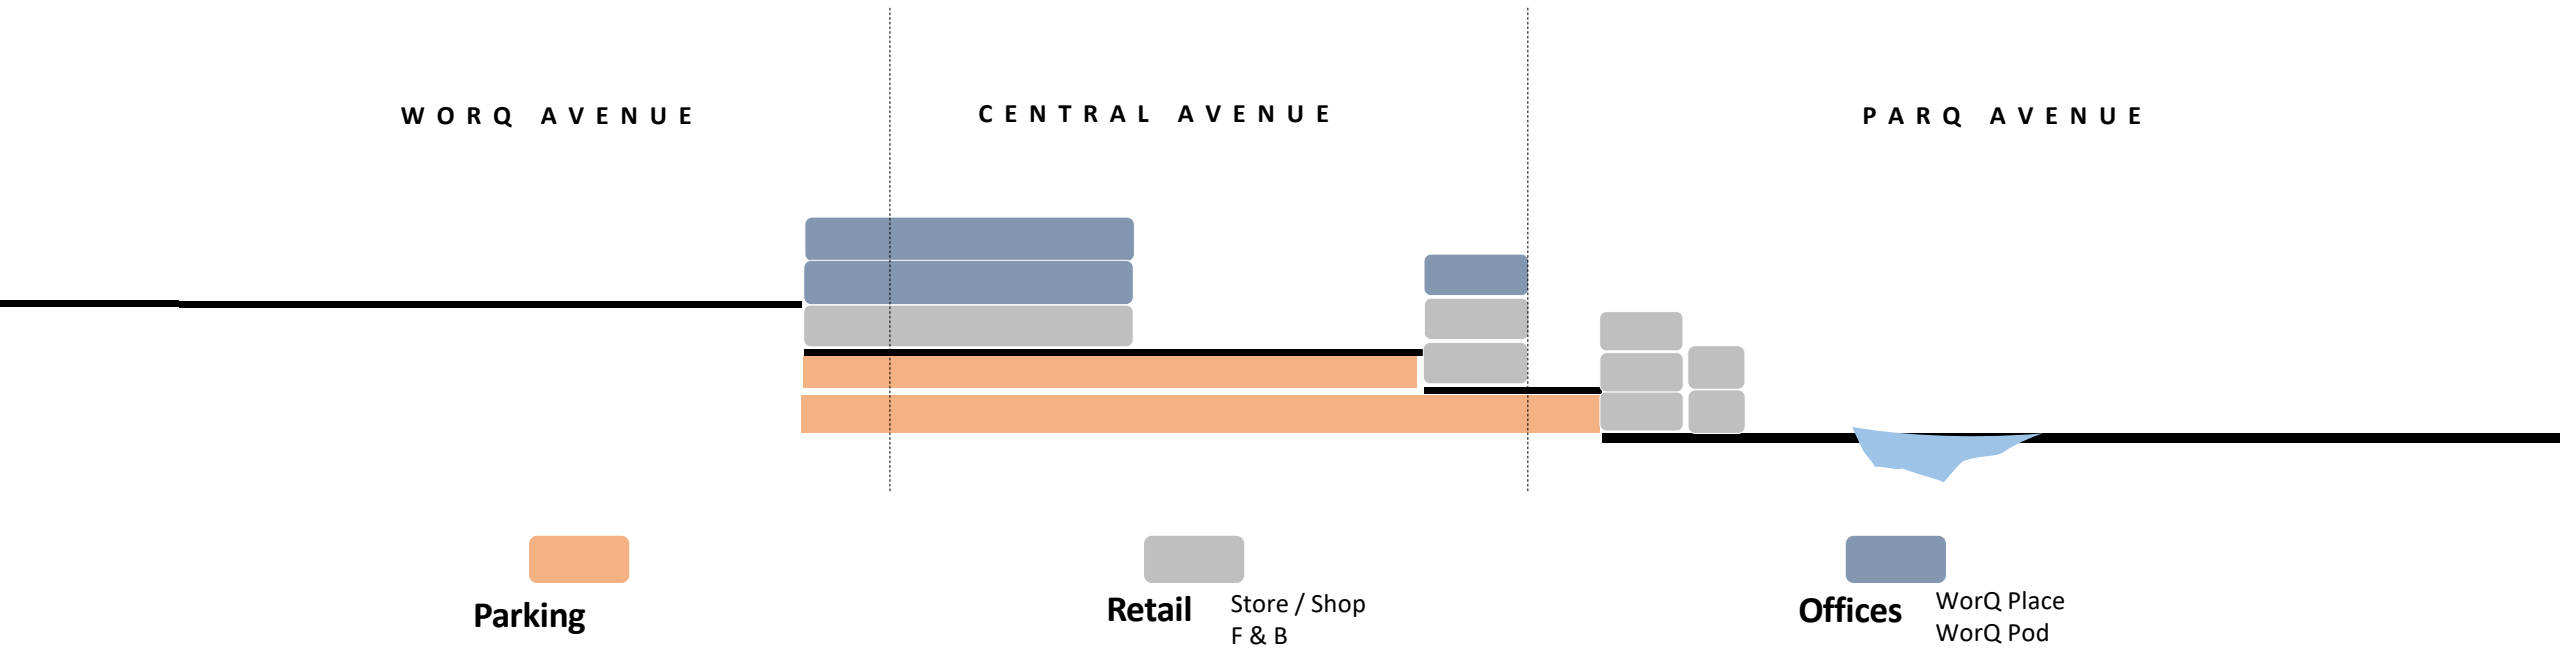 WORQ AVENUE
CENTRAL AVENUE
PARQ AVENUE
Parking
Retail
Store / Shop
F & B
Offices
WorQ Place
WorQ Pod